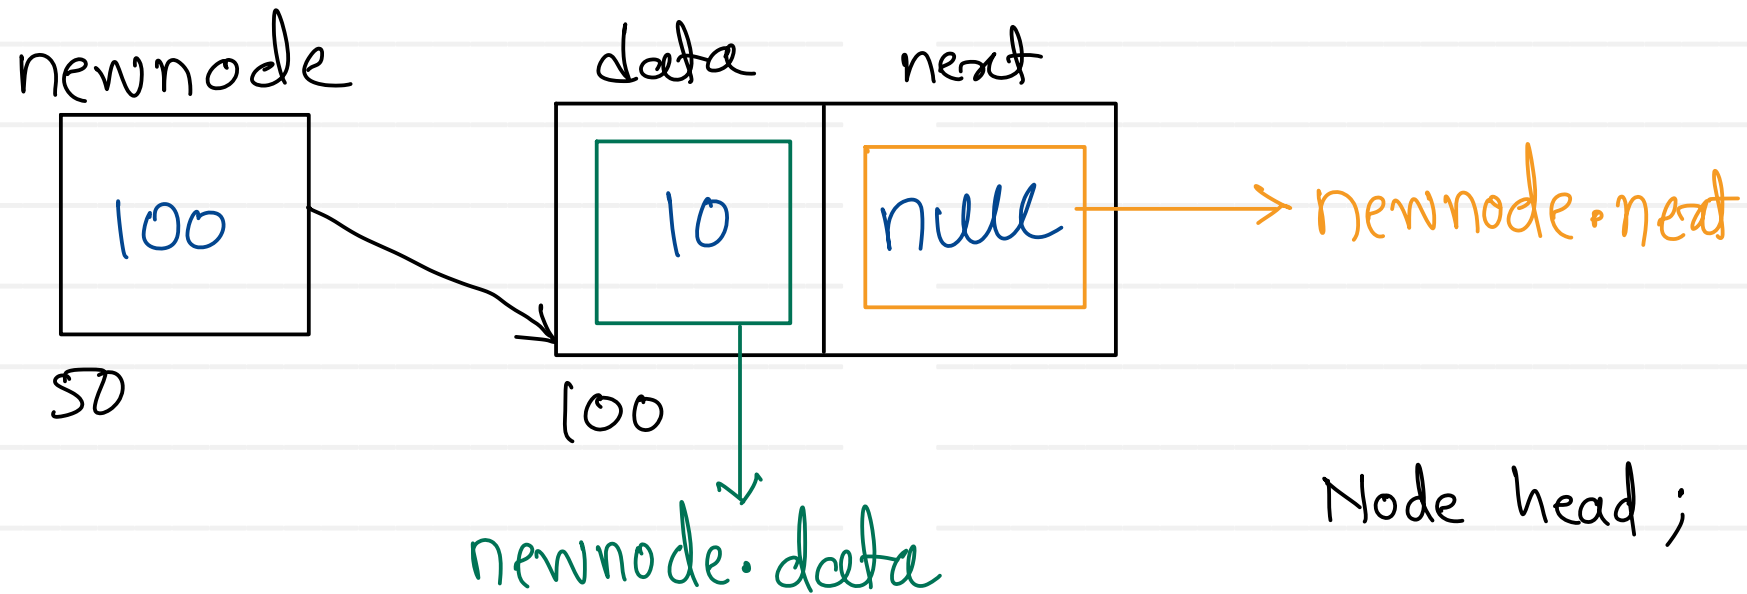 newnode
data next
100
10
null
newnode.next
50
100
Node head;
newnode.data